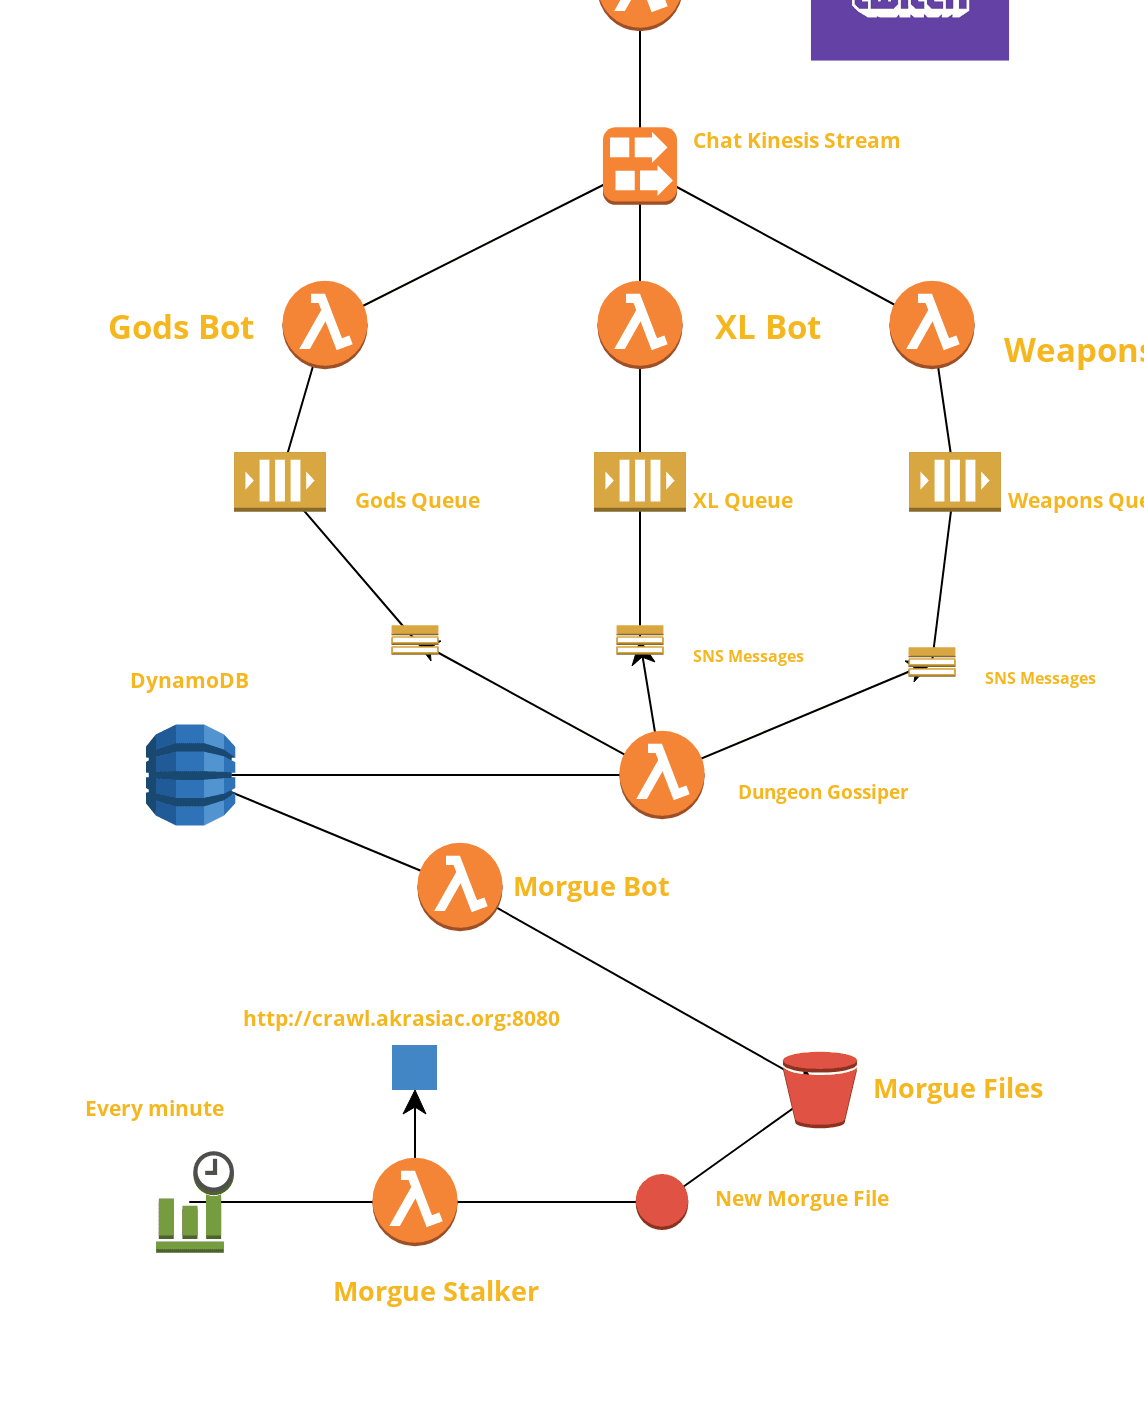 twitch
Chat Kinesis Stream
Gods Bot
XL Bot
Weapons
Gods Queue
XL Queue
Weapons
SNS Messages
SNS Messages
DynamoDB
Dungeon Gossiper
Morgue Bot
http://crawl.akrasiac.org:8080
Morgue Files
Every minute
New Morgue File
Morgue Stalker